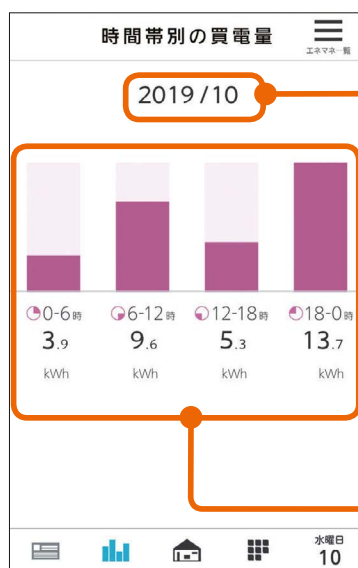 時間帯別の買電量
エネマネ一覧
2019/10
0-6時 6-12時 12-18時 18-0時
3.9 9.6 5.3 13.7
kWh kWh kWh kWh
水曜日
10